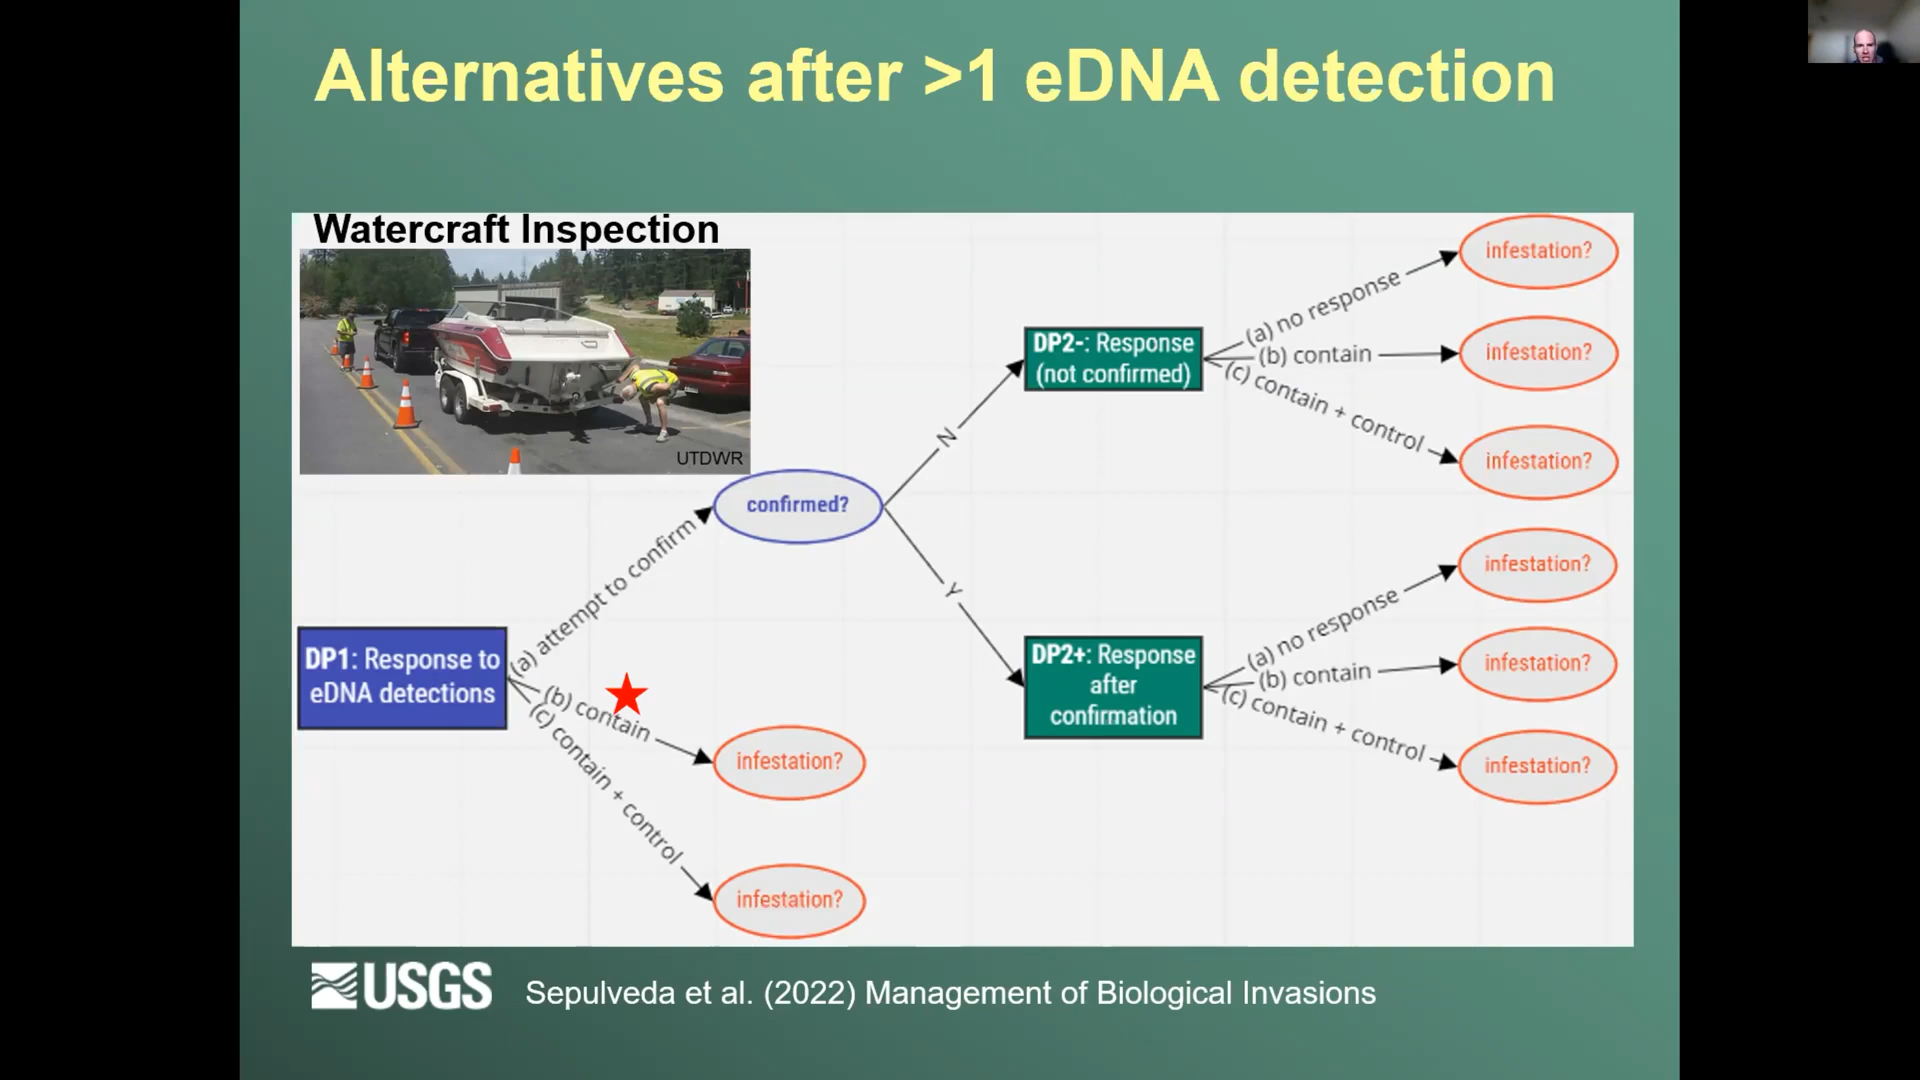 Alternatives after >1 eDNA detection
Watercraft Inspection
UTDWR
DP1: Response to
eDNA detections
(a) attempt to confirm
(b) contain
(c) contain + control
confirmed?
infestation?
infestation?
N
Y
DP2-: Response
(not confirmed)
(a) no response
(b) contain
(c) contain + control
infestation?
infestation?
infestation?
DP2+: Response
after
confirmation
(a) no response
(b) contain
(c) contain + control
infestation?
infestation?
infestation?
USGS
Sepulveda et al. (2022) Management of Biological Invasions